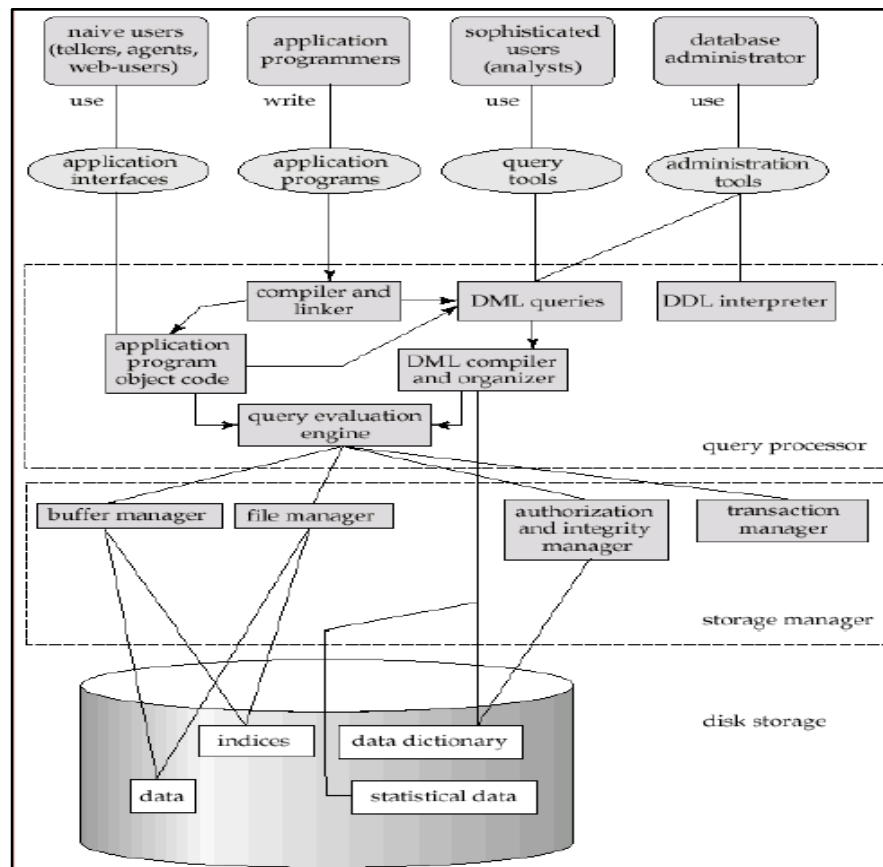 naive users
(tellers, agents,
web-users)
application
programmers
sophisticated
users
(analysts)
database
administrator
use
write
use
use
application
interfaces
application
programs
query
tools
administration
tools
compiler and
linker
DML queries
DDL interpreter
application
program
object code
DML compiler
and organizer
query evaluation
engine
query processor
buffer manager
file manager
authorization
and integrity
manager
transaction
manager
storage manager
disk storage
indices
data dictionary
data
statistical data